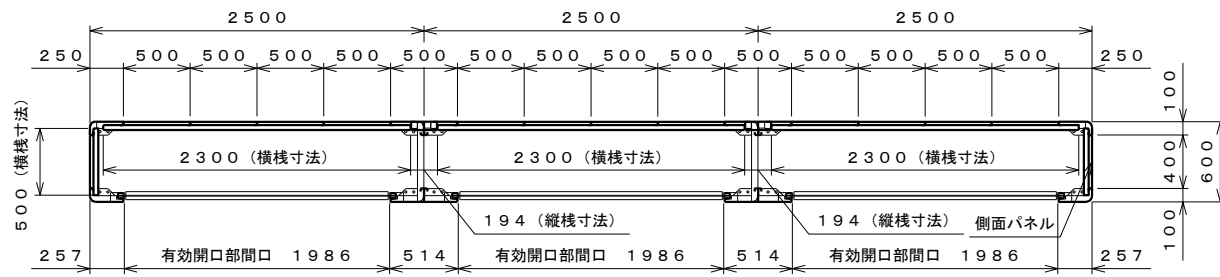 ２５００ ２５００ ２５００
２５０ ５００ ５００ ５００ ５００ ５００ ５００ ５００ ５００ ５００ ５００ ５００ ５００ ５００ ５００ ２５０
１００
５００（横桟寸法）
２３００（横桟寸法） ２３００（横桟寸法） ２３００（横桟寸法）
４００
６００
１９４（縦桟寸法） １９４（縦桟寸法） 側面パネル
１００
２５７ 有効開口部間口 １９８６ ５１４ 有効開口部間口 １９８６ ５１４ 有効開口部間口 １９８６ ２５７